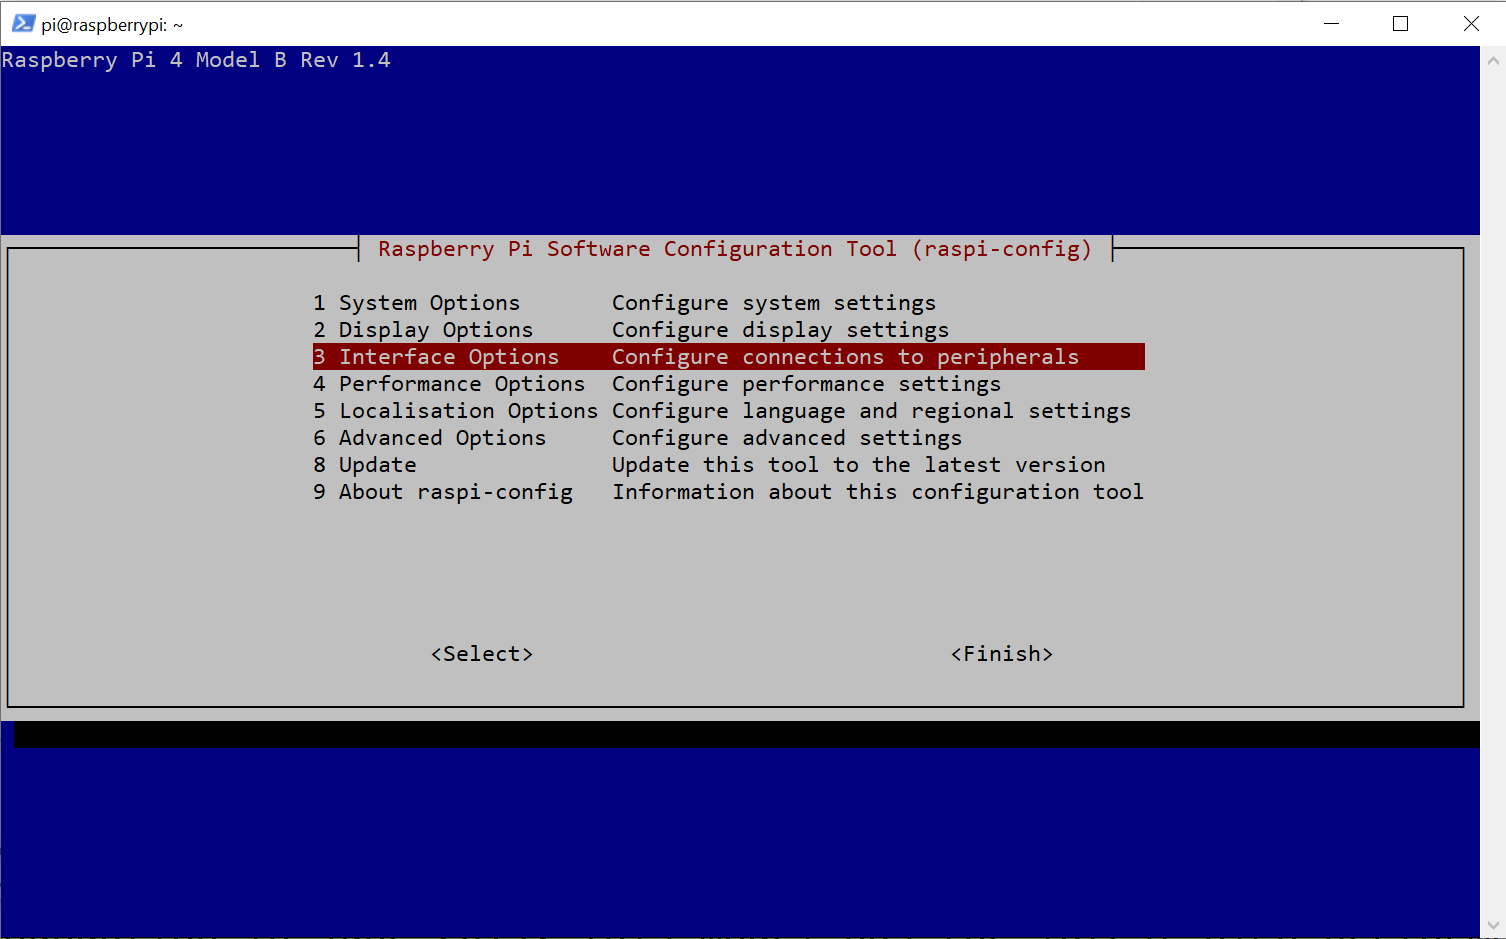 pi@raspberrypi: ~
Raspberry Pi 4 Model B Rev 1.4
Raspberry Pi Software Configuration Tool (raspi-config)
1 System Options Configure system settings
2 Display Options Configure display settings
3 Interface Options Configure connections to peripherals
4 Performance Options Configure performance settings
5 Localisation Options Configure language and regional settings
6 Advanced Options Configure advanced settings
8 Update Update this tool to the latest version
9 About raspi-config Information about this configuration tool
<Select> <Finish>